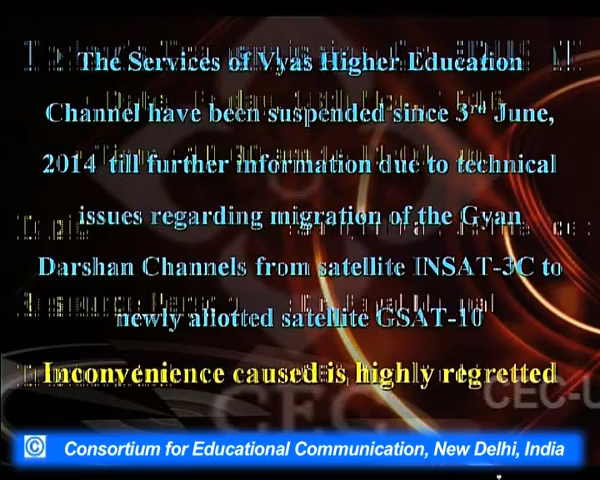 The Services of Vyas Higher Education
Channel have been suspended since 3rd June,
2014 till further information due to technical
issues regarding migration of the Gyan
Darshan Channels from satellite INSAT-3C to
newly allotted satellite GSAT-10
Inconvenience caused is highly regretted
CEC-U
CEC
© Consortium for Educational Communication, New Delhi, India